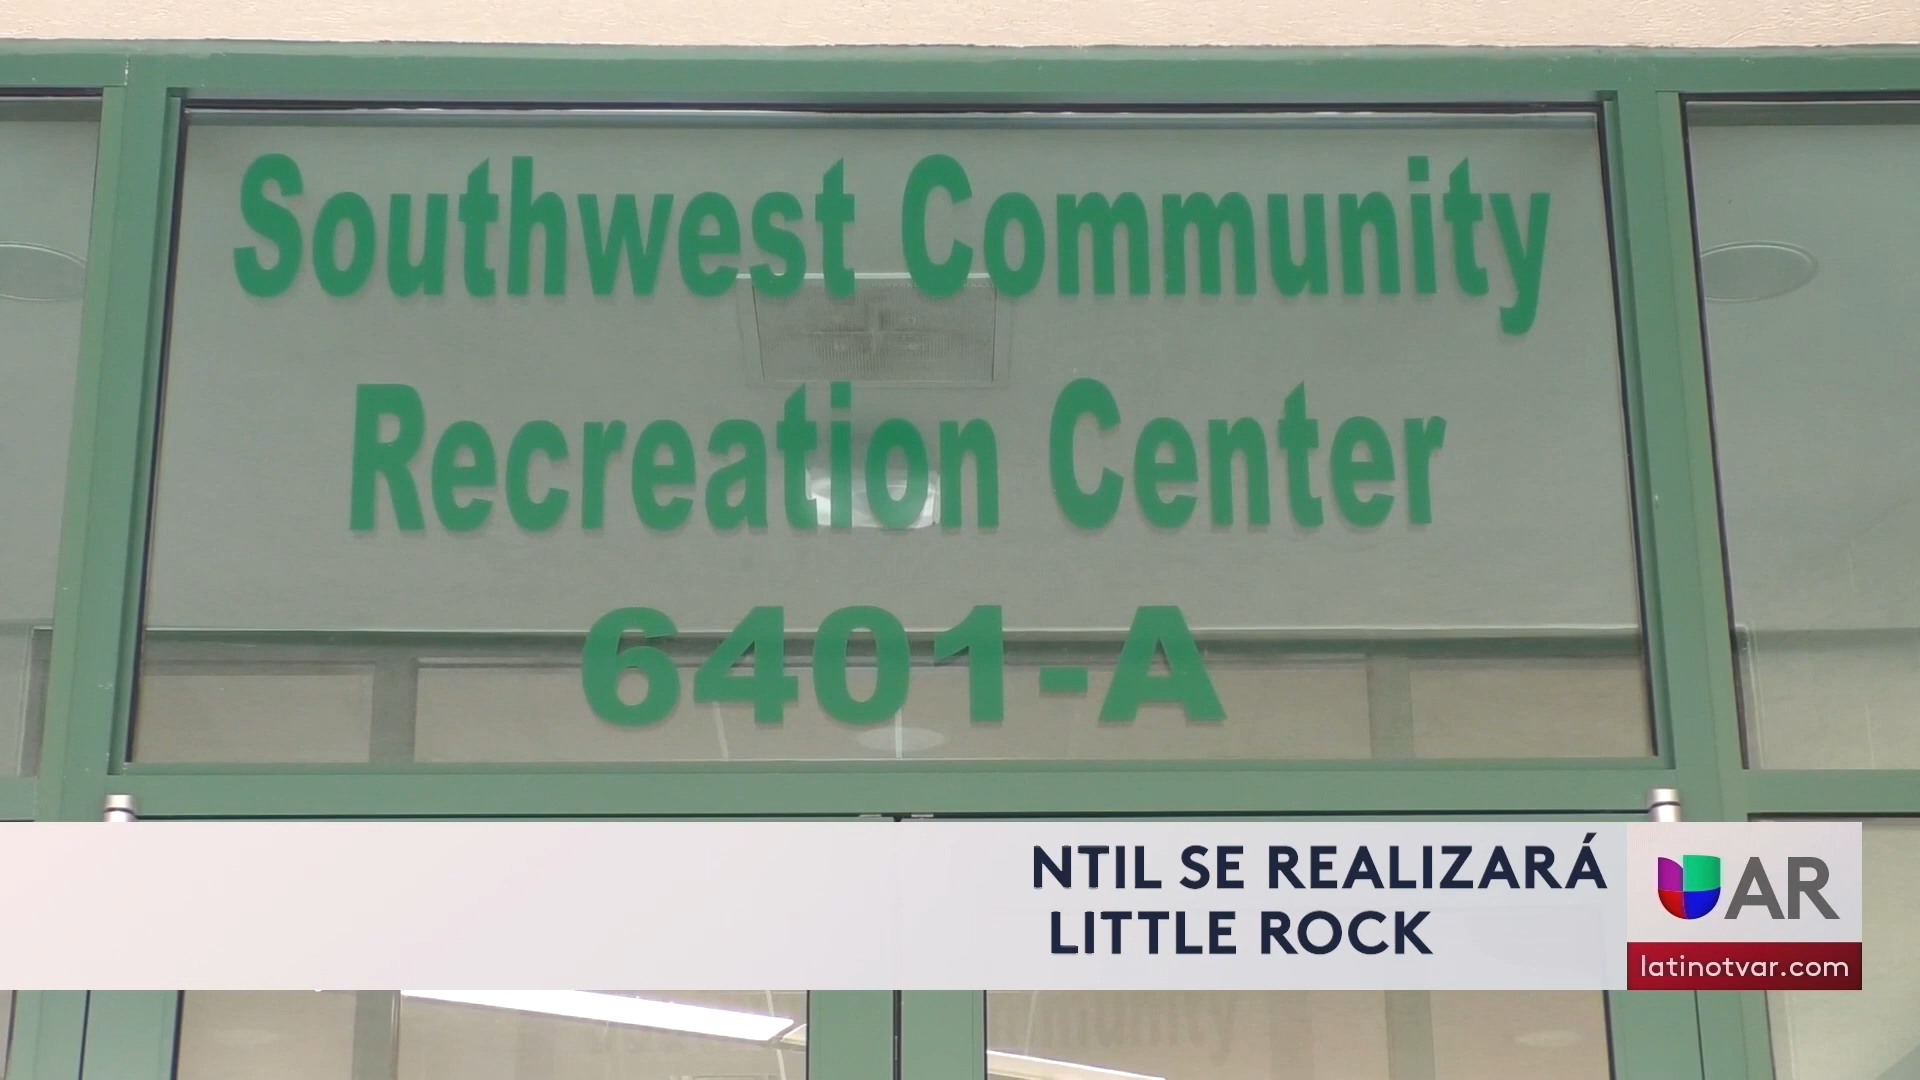 Southwest Community
Recreation Center
6401-A
NTIL SE REALIZARÁ
LITTLE ROCK
AR
latinotvar.com